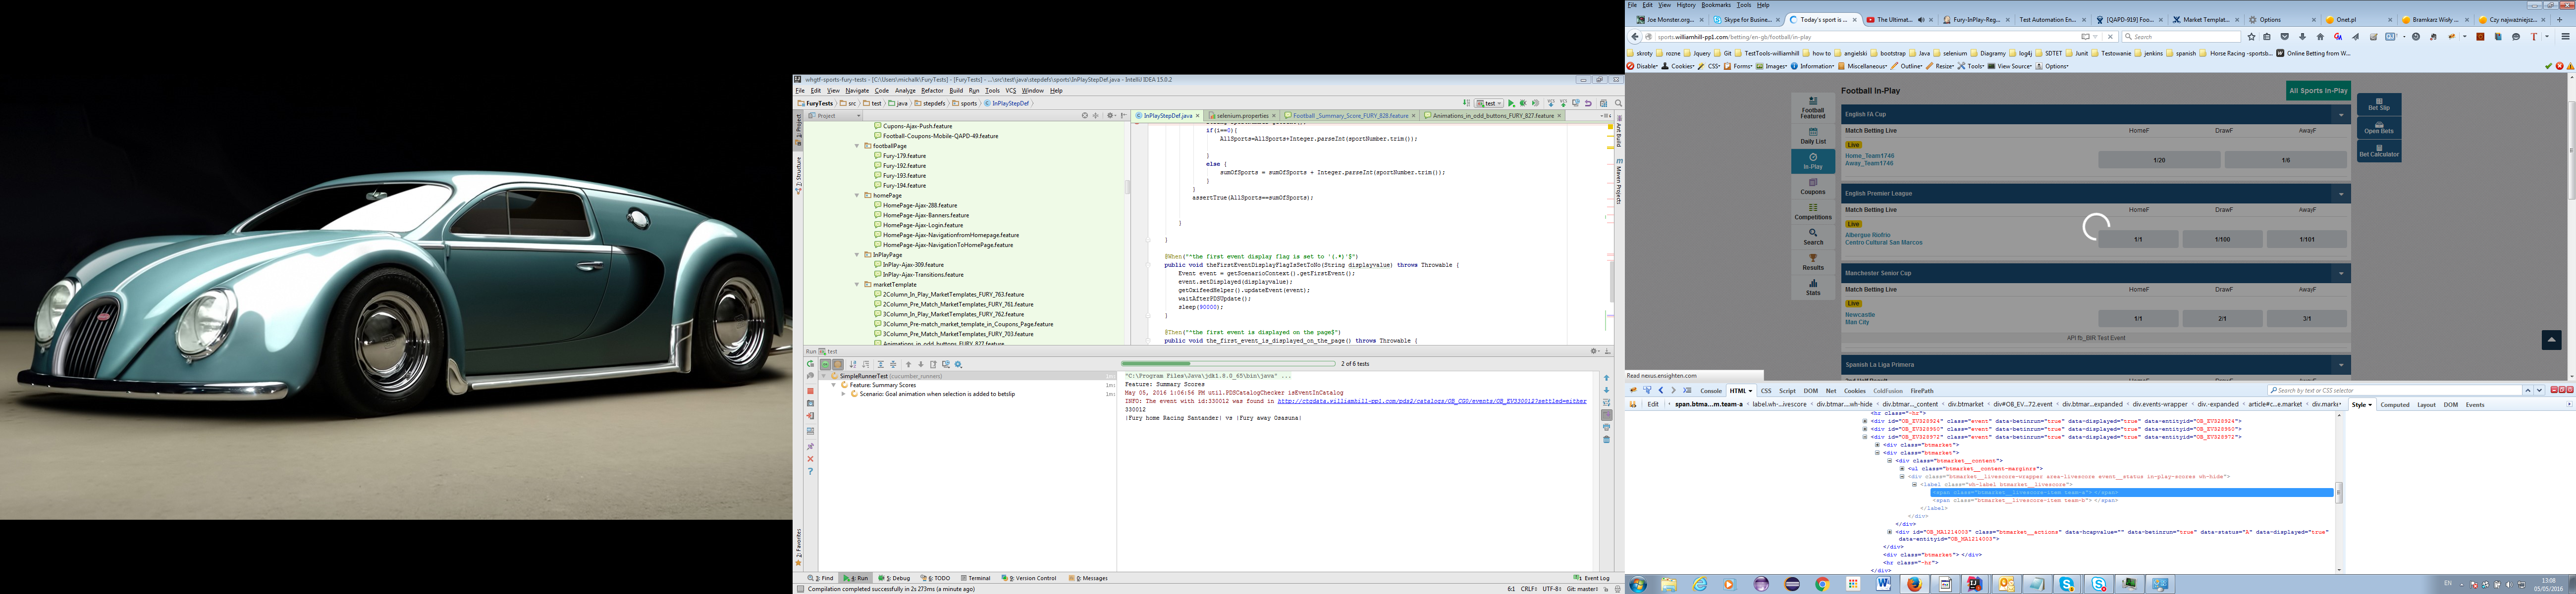 whgtf-sports-fury-tests - [C:\Users\michalk\FuryTests] - [FuryTests] - ...\src\test\java\stepdefs\sports\InPlayStepDef.java - IntelliJ IDEA 15.0.2
File Edit View Navigate Code Analyze Refactor Build Run Tools VCS Window Help
FuryTests src test java stepdefs sports InPlayStepDef
test
Project
InPlayStepDef.java selenium.properties Football_Summary_Score_FURY_828.feature Animations_in_odd_buttons_FURY_827.feature
Cupons-Ajax-Push.feature
Football-Coupons-Mobile-QAPD-49.feature
footballPage
Fury-179.feature
Fury-192.feature
Fury-193.feature
Fury-194.feature
homePage
HomePage-Ajax-288.feature
HomePage-Ajax-Banners.feature
HomePage-Ajax-Login.feature
HomePage-Ajax-NavigationfromHomepage.feature
HomePage-Ajax-NavigationToHomePage.feature
InPlayPage
InPlay-Ajax-309.feature
InPlay-Ajax-Transitions.feature
marketTemplate
2Column_In_Play_MarketTemplates_FURY_763.feature
2Column_Pre_Match_MarketTemplates_FURY_761.feature
3Column_In_Play_MarketTemplates_FURY_762.feature
3Column_Pre-match_market_template_in_Coupons_Page.feature
3Column_Pre_Match_MarketTemplates_FURY_703.feature
Animations_in_odd_buttons_FURY_827.feature
if(i==0){
AllSports=AllSports+Integer.parseInt(sportNumber.trim());
}
else {
sumOfSports = sumOfSports + Integer.parseInt(sportNumber.trim());
}
}
assertTrue(AllSports==sumOfSports);
}
}
@When("^the first event display flag is set to '(.*)'$")
public void theFirstEventDisplayFlagIsSetToNo(String displayvalue) throws Throwable {
Event event = getScenarioContext().getFirstEvent();
event.setDisplayed(displayvalue);
getOxifeedHelper().updateEvent(event);
waitAfterPDSUpdate();
sleep(90000);
}
@Then("^the first event is displayed on the page$")
public void the_first_event_is_displayed_on_the_page() throws Throwable {
Run test
2 of 6 tests
SimpleRunnerTest (cucumber_runners)
Feature: Summary Scores
Scenario: Goal animation when selection is added to betslip
"C:\Program Files\Java\jdk1.8.0_65\bin\java" ...
Feature: Summary Scores
May 05, 2016 1:06:56 PM util.PDSCatalogChecker isEventInCatalog
INFO: The event with id:330012 was found in http://ctgdata.williamhill-pp1.com/pds2/catalogs/OB_CG0/events/OB_EV330012?settled=either
330012
|Fury home Racing Santander| vs |Fury away Osasuna|
3: Find 4: Run 5: Debug 6: TODO Terminal 9: Version Control 0: Messages
Event Log
Compilation completed successfully in 2s 273ms (a minute ago)
6:1 CRLF UTF-8 Git: master
File Edit View History Bookmarks Tools Help
Joe Monster.org... Skype for Busine... Today's sport is ... The Ultimat... Fury-InPlay-Reg... Test Automation En... [QAPD-919] Foo... Market Templat... Options Onet.pl Bramkarz Wisły ... Czy najważniejsz...
sports.williamhill-pp1.com/betting/en-gb/football/in-play
Search
skroty rozne Jquery Git TestTools-williamhill how to angielski bootstrap Java selenium Diagramy log4j SDTET Junit Testowanie jenkins spanish Horse Racing -sportsb... Online Betting from W...
Disable Cookies CSS Forms Images Information Miscellaneous Outline Resize Tools View Source Options
Football In-Play
All Sports In-Play
Football Featured
Daily List
In-Play
Coupons
Competitions
Search
Results
Stats
English FA Cup
Match Betting Live HomeF DrawF AwayF
Live
Home_Team1746
Away_Team1746
1/20 1/6
English Premier League
Match Betting Live HomeF DrawF AwayF
Live
Albergue Riofrio
Centro Cultural San Marcos
1/1 1/100 1/101
Manchester Senior Cup
Match Betting Live HomeF DrawF AwayF
Live
Newcastle
Man City
1/1 2/1 3/1
API fb_BIR Test Event
Spanish La Liga Primera
Bet Slip
Open Bets
Bet Calculator
Read nexus.ensighten.com
Console HTML CSS Script DOM Net Cookies ColdFusion FirePath
Search by text or CSS selector
Edit span.btma...m.team-a < label.wh-...ivescore < div.btmar...wh-hide < div.btmar..._content < div.btmarket < div#OB_EV...72.event < div.btmar...expanded < div.events-wrapper < div.-expanded < article#c...e.market < div.marke
Style Computed Layout DOM Events
<hr class="-hr">
<div id="OB_EV328924" class="event" data-betinrun="true" data-displayed="true" data-entityid="OB_EV328924">
<div id="OB_EV328950" class="event" data-betinrun="true" data-displayed="true" data-entityid="OB_EV328950">
<div id="OB_EV328972" class="event" data-betinrun="true" data-displayed="true" data-entityid="OB_EV328972">
<div class="btmarket">
<div class="btmarket">
<div class="btmarket__content">
<ul class="btmarket__content-margins">
<div class="btmarket__livescore-wrapper area-livescore event__status in-play-scores wh-hide">
<label class="wh-label btmarket__livescore">
<span class="btmarket__livescore-item team-a"> </span>
<span class="btmarket__livescore-item team-b"> </span>
</label>
</div>
</div>
<div id="OB_MA1214003" class="btmarket__actions" data-hcapvalue="" data-betinrun="true" data-status="A" data-displayed="true"
data-entityid="OB_MA1214003">
</div>
<div class="btmarket"> </div>
<hr class="-hr">
</div>
EN
13:08
05/05/2016